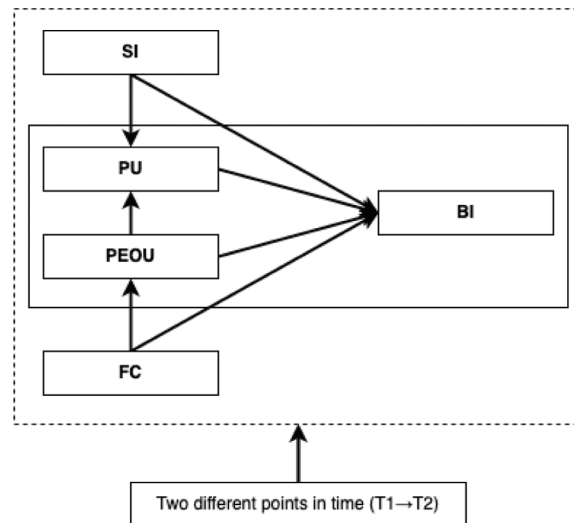 SI
PU
BI
PEOU
FC
Two different points in time (T1→T2)